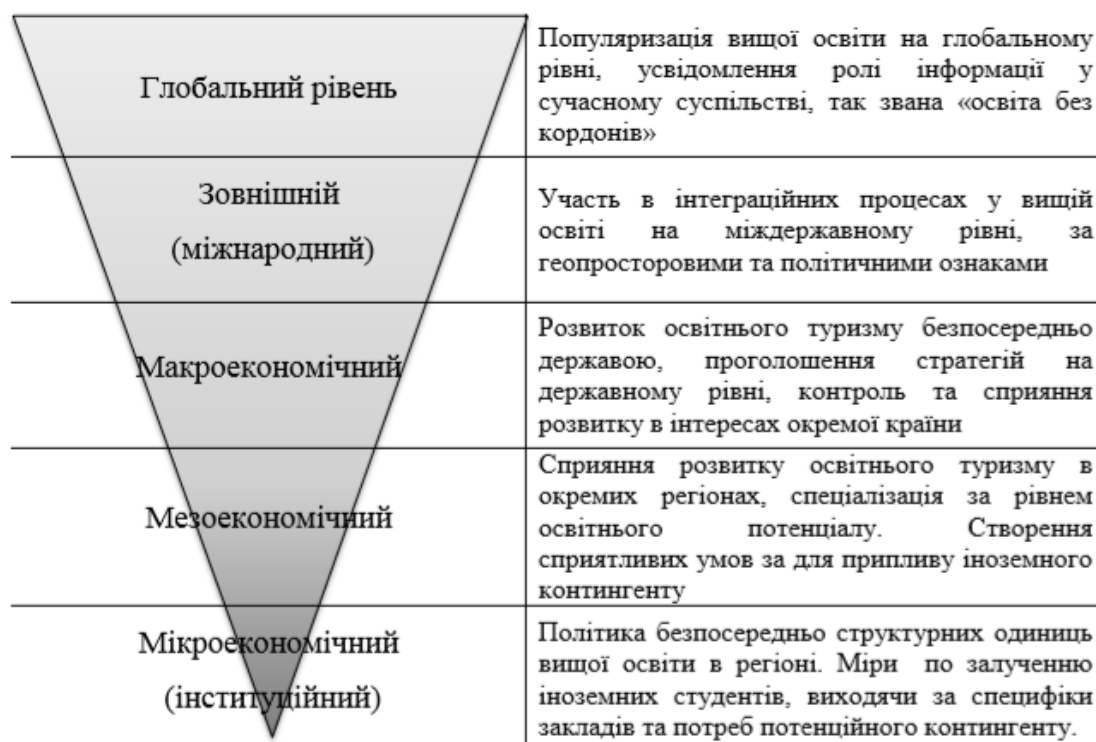 Глобальний рівень
Популяризація вищої освіти на глобальному
рівні, усвідомлення ролі інформації у
сучасному суспільстві, так звана «освіта без
кордонів»
Зовнішній
(міжнародний)
Участь в інтеграційних процесах у вищій
освіті на міждержавному рівні, за
геопросторовими та політичними ознаками
Макроекономічний
Розвиток освітнього туризму безпосередньо
державою, проголошення стратегій на
державному рівні, контроль та сприяння
розвитку в інтересах окремої країни
Мезоекономічний
Сприяння розвитку освітнього туризму в
окремих регіонах, спеціалізація за рівнем
освітнього потенціалу. Створення
сприятливих умов за для припливу іноземного
контингенту
Мікроекономічний
(інституційний)
Політика безпосередньо структурних одиниць
вищої освіти в регіоні. Міри по залученню
іноземних студентів, виходячи за специфіки
закладів та потреб потенційного контингенту.